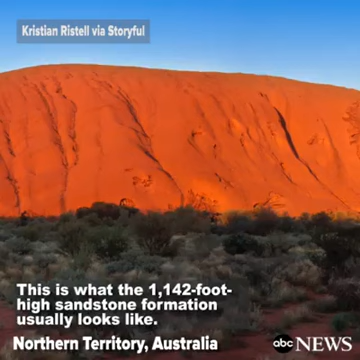 Kristian Ristell via Storyful
This is what the 1,142-foot-
high sandstone formation
usually looks like.
Northern Territory, Australia
abc NEWS